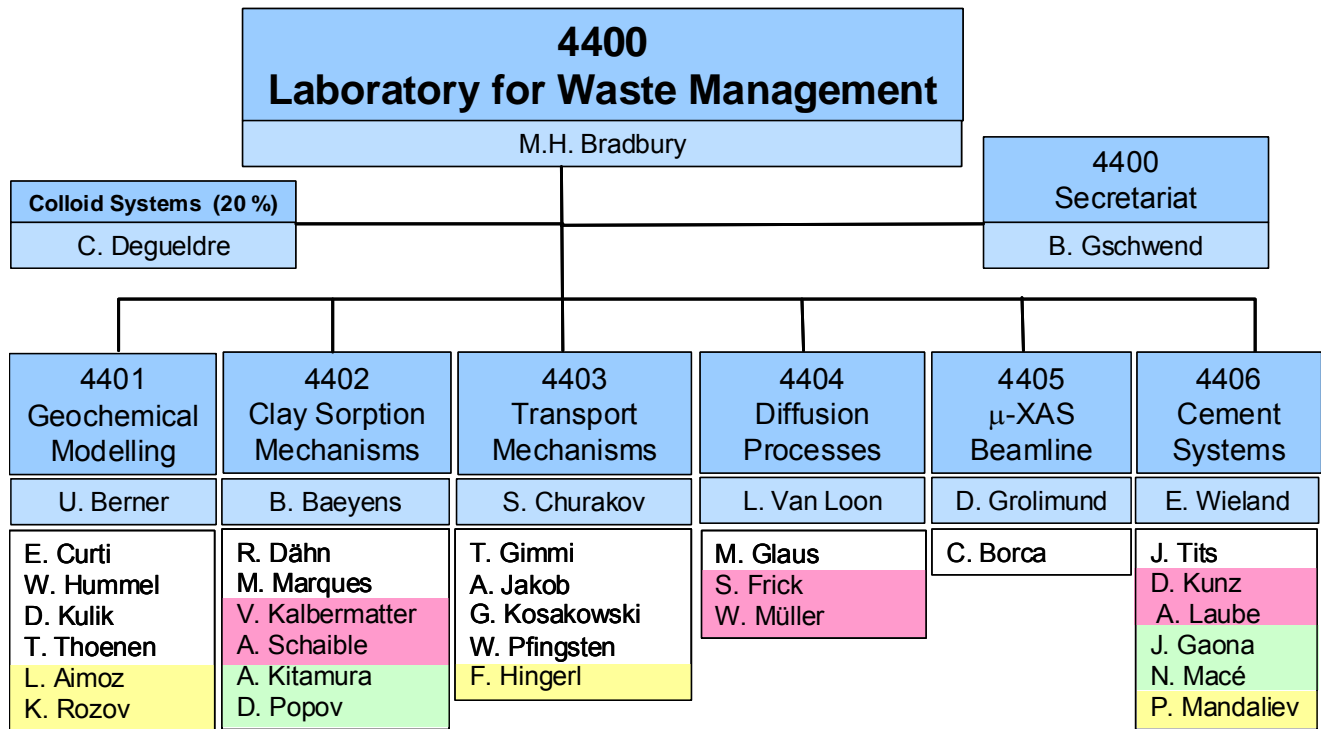 4400
Laboratory for Waste Management
M.H. Bradbury
4400
Secretariat
B. Gschwend
Colloid Systems (20 %)
C. Degueldre
4401
Geochemical
Modelling
U. Berner
E. Curti
W. Hummel
D. Kulik
T. Thoenen
L. Aimoz
K. Rozov
4402
Clay Sorption
Mechanisms
B. Baeyens
R. Dähn
M. Marques
V. Kalbermatter
A. Schaible
A. Kitamura
D. Popov
4403
Transport
Mechanisms
S. Churakov
T. Gimmi
A. Jakob
G. Kosakowski
W. Pfingsten
F. Hingerl
4404
Diffusion
Processes
L. Van Loon
M. Glaus
S. Frick
W. Müller
4405
μ-XAS
Beamline
D. Grolimund
C. Borca
4406
Cement
Systems
E. Wieland
J. Tits
D. Kunz
A. Laube
J. Gaona
N. Macé
P. Mandaliev